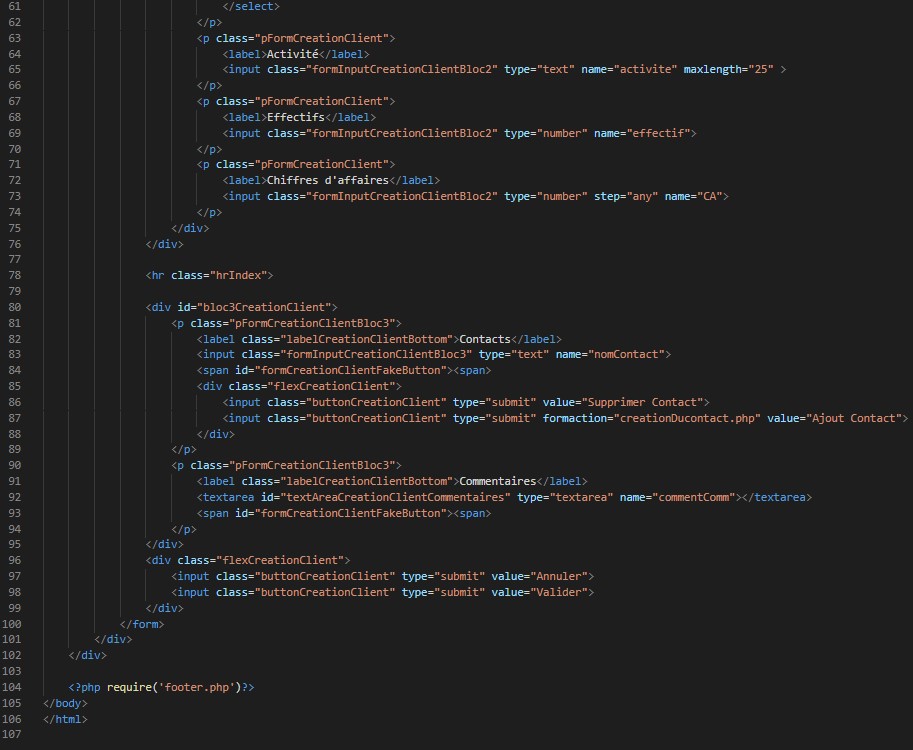 61 </select>
62 </p>
63 <p class="pFormCreationClient">
64 <label>Activité</label>
65 <input class="formInputCreationClientBloc2" type="text" name="activite" maxlength="25" >
66 </p>
67 <p class="pFormCreationClient">
68 <label>Effectifs</label>
69 <input class="formInputCreationClientBloc2" type="number" name="effectif">
70 </p>
71 <p class="pFormCreationClient">
72 <label>Chiffres d'affaires</label>
73 <input class="formInputCreationClientBloc2" type="number" step="any" name="CA">
74 </p>
75 </div>
76 </div>
77
78 <hr class="hrIndex">
79
80 <div id="bloc3CreationClient">
81 <p class="pFormCreationClientBloc3">
82 <label class="labelCreationClientBottom">Contacts</label>
83 <input class="formInputCreationClientBloc3" type="text" name="nomContact">
84 <span id="formCreationClientFakeButton"><span>
85 <div class="flexCreationClient">
86 <input class="buttonCreationClient" type="submit" value="Supprimer Contact">
87 <input class="buttonCreationClient" type="submit" formaction="creationDucontact.php" value="Ajout Contact">
88 </div>
89 </p>
90 <p class="pFormCreationClientBloc3">
91 <label class="labelCreationClientBottom">Commentaires</label>
92 <textarea id="textAreaCreationClientCommentaires" type="textarea" name="commentComm"></textarea>
93 <span id="formCreationClientFakeButton"><span>
94 </p>
95 </div>
96 <div class="flexCreationClient">
97 <input class="buttonCreationClient" type="submit" value="Annuler">
98 <input class="buttonCreationClient" type="submit" value="Valider">
99 </div>
100 </form>
101 </div>
102 </div>
103
104 <?php require('footer.php')?>
105 </body>
106 </html>
107